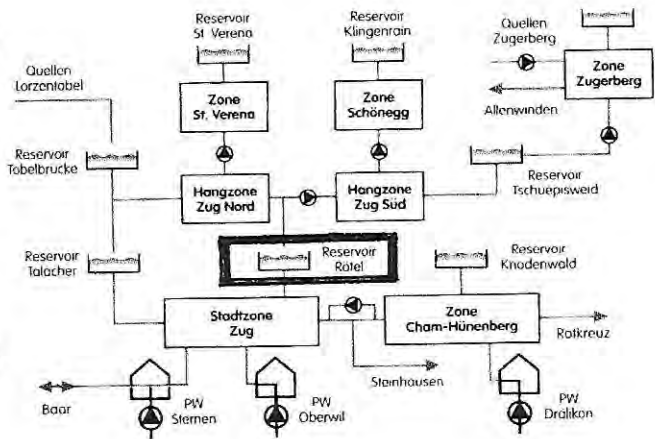 Reservoir
St. Verena
Reservoir
Klingenrain
Quellen
Zugerberg
Quellen
Lorzentobel
Zone
St. Verena
Zone
Schönegg
Zone
Zugerberg
Allenwinden
Reservoir
Tobelbrücke
Hangzone
Zug Nord
Hangzone
Zug Süd
Reservoir
Tschuepisweid
Reservoir
Talacher
Reservoir
Rötel
Reservoir
Knodenwald
Stadtzone
Zug
Zone
Cham-Hünenberg
Rotkreuz
Steinhausen
Baar
PW
Sternen
PW
Oberwil
PW
Drälikon